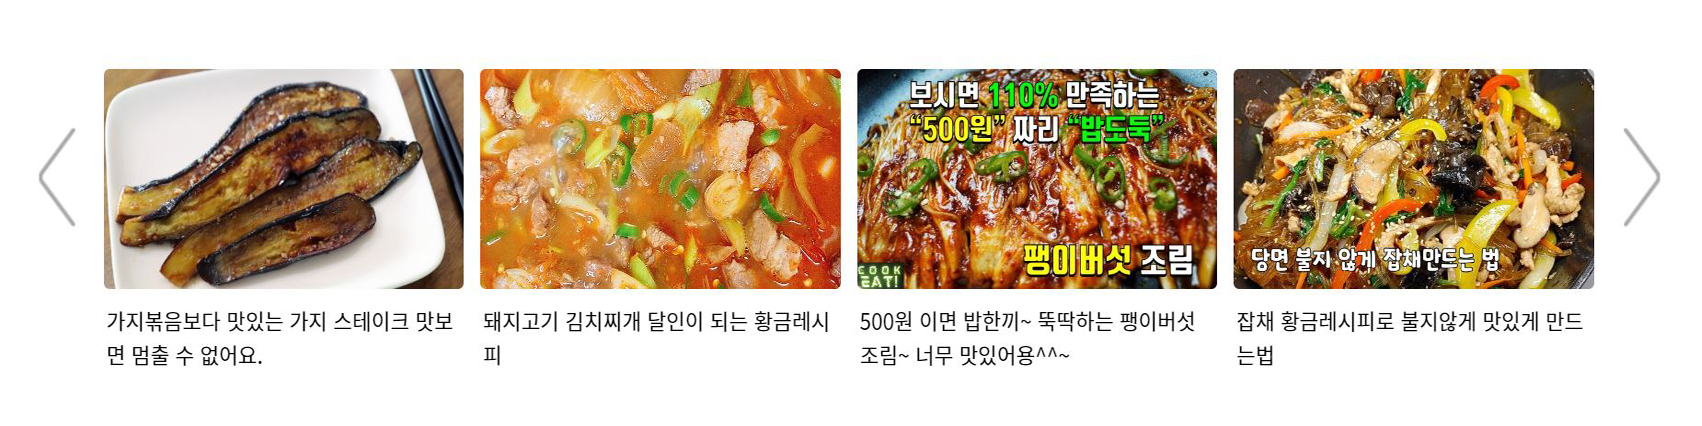 보시면 110% 만족하는
“500원” 짜리 “밥도둑”
팽이버섯 조림
COOK
EAT!
당면 불지 않게 잡채만드는 법
가지볶음보다 맛있는 가지 스테이크 맛보
면 멈출 수 없어요.
돼지고기 김치찌개 달인이 되는 황금레시
피
500원 이면 밥한끼~ 뚝딱하는 팽이버섯
조림~ 너무 맛있어용^^~
잡채 황금레시피로 불지않게 맛있게 만드
는법